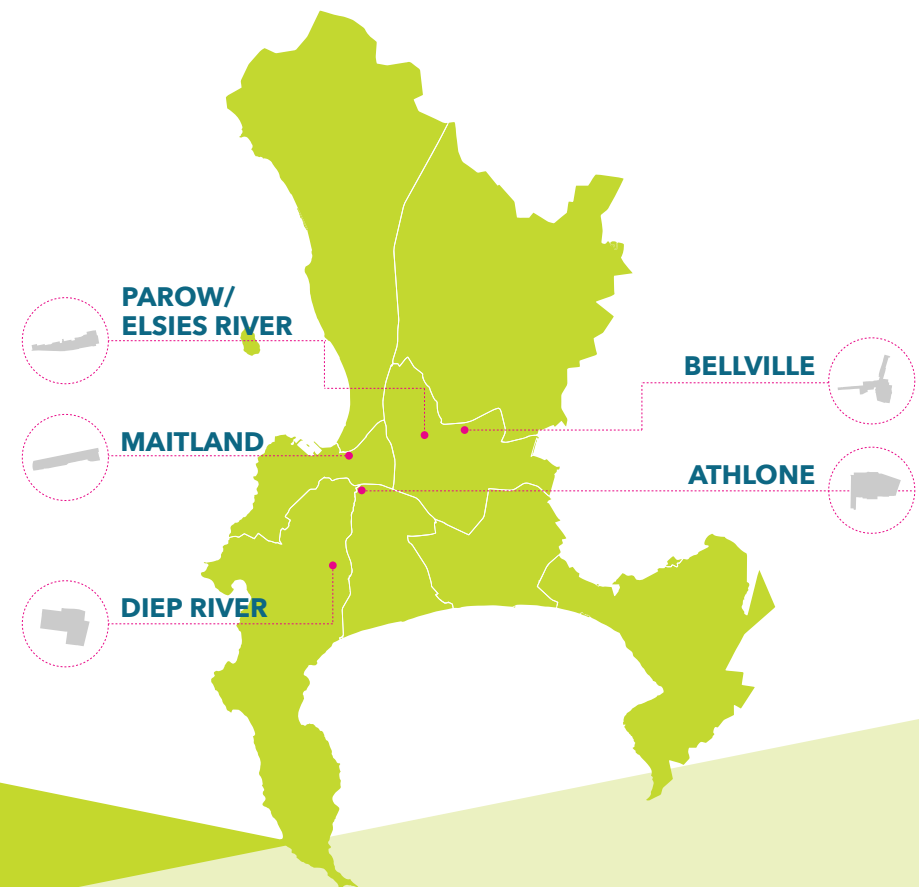 PAROW/
ELSIES RIVER
BELLVILLE
MAITLAND
ATHLONE
DIEP RIVER